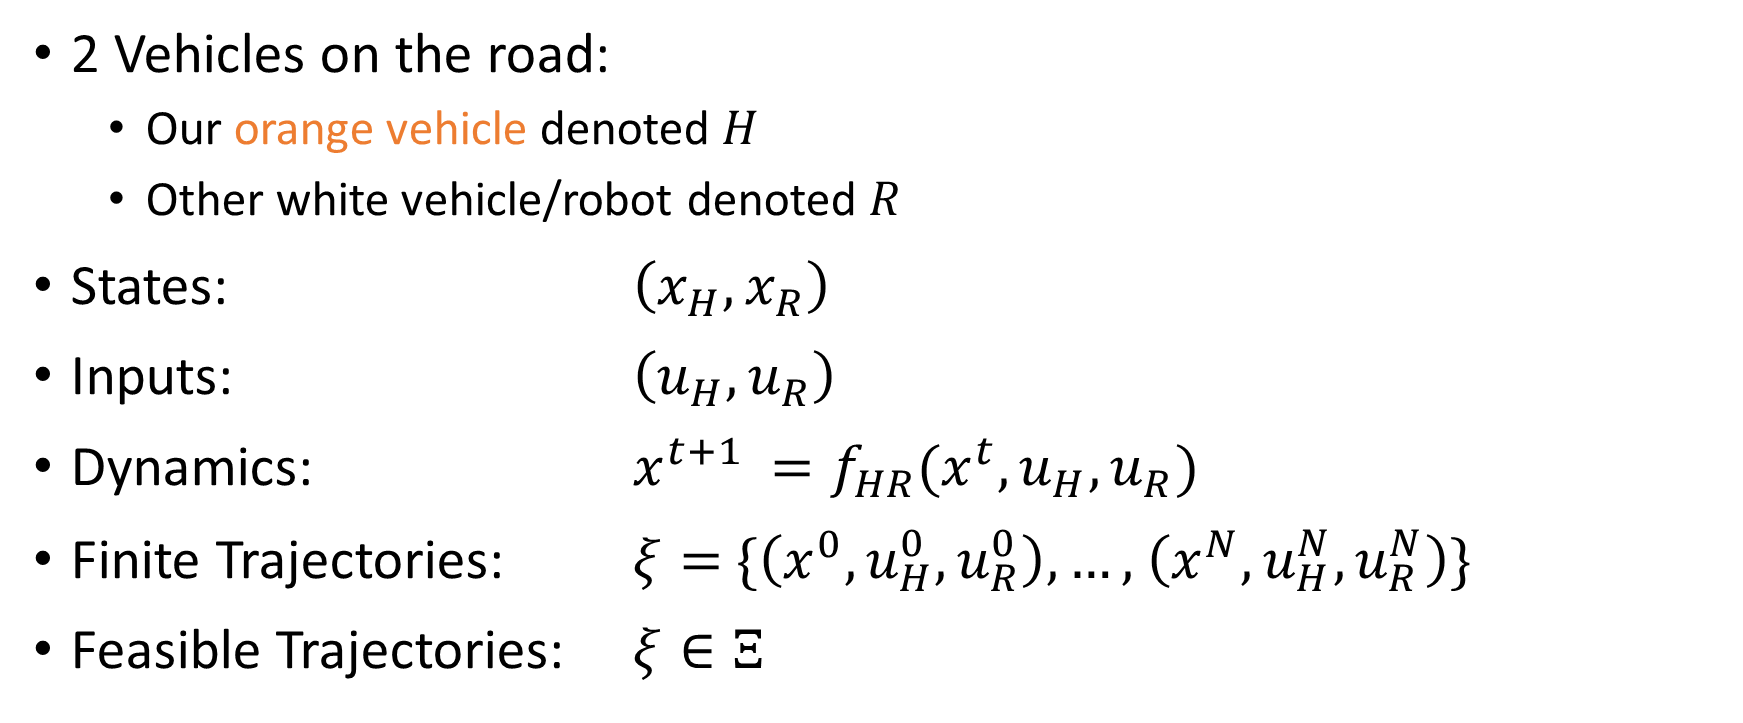 • 2 Vehicles on the road:
• Our orange vehicle denoted H
• Other white vehicle/robot denoted R
• States: (x_H, x_R)
• Inputs: (u_H, u_R)
• Dynamics: x^{t+1} = f_{HR}(x^t, u_H, u_R)
• Finite Trajectories: ξ = {(x^0, u_H^0, u_R^0), … , (x^N, u_H^N, u_R^N)}
• Feasible Trajectories: ξ ∈ Ξ